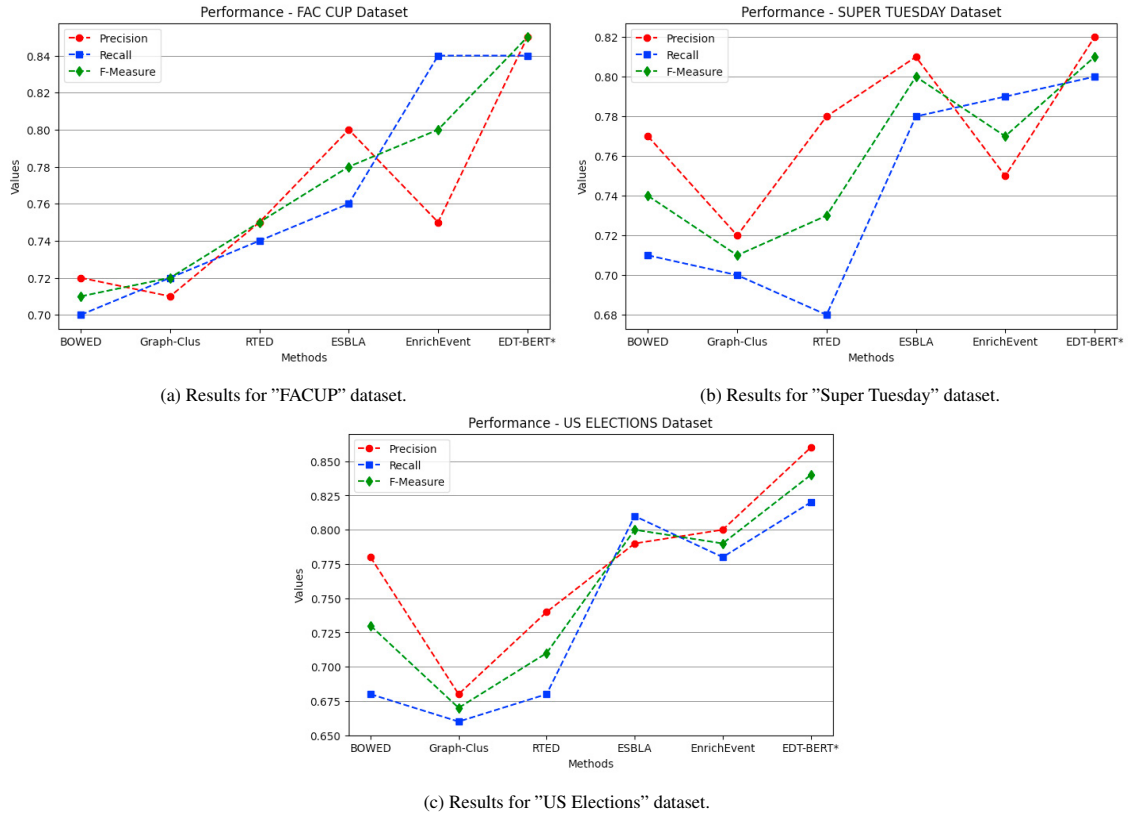 Performance - FAC CUP Dataset
Precision
Recall
F-Measure
0.84
0.82
0.80
0.78
0.76
0.74
0.72
0.70
Values
BOWED Graph-Clus RTED ESBLA EnrichEvent EDT-BERT*
Methods
(a) Results for ”FACUP” dataset.
Performance - SUPER TUESDAY Dataset
Precision
Recall
F-Measure
0.82
0.80
0.78
0.76
0.74
0.72
0.70
0.68
Values
BOWED Graph-Clus RTED ESBLA EnrichEvent EDT-BERT*
Methods
(b) Results for ”Super Tuesday” dataset.
Performance - US ELECTIONS Dataset
Precision
Recall
F-Measure
0.850
0.825
0.800
0.775
0.750
0.725
0.700
0.675
0.650
Values
BOWED Graph-Clus RTED ESBLA EnrichEvent EDT-BERT*
Methods
(c) Results for ”US Elections” dataset.